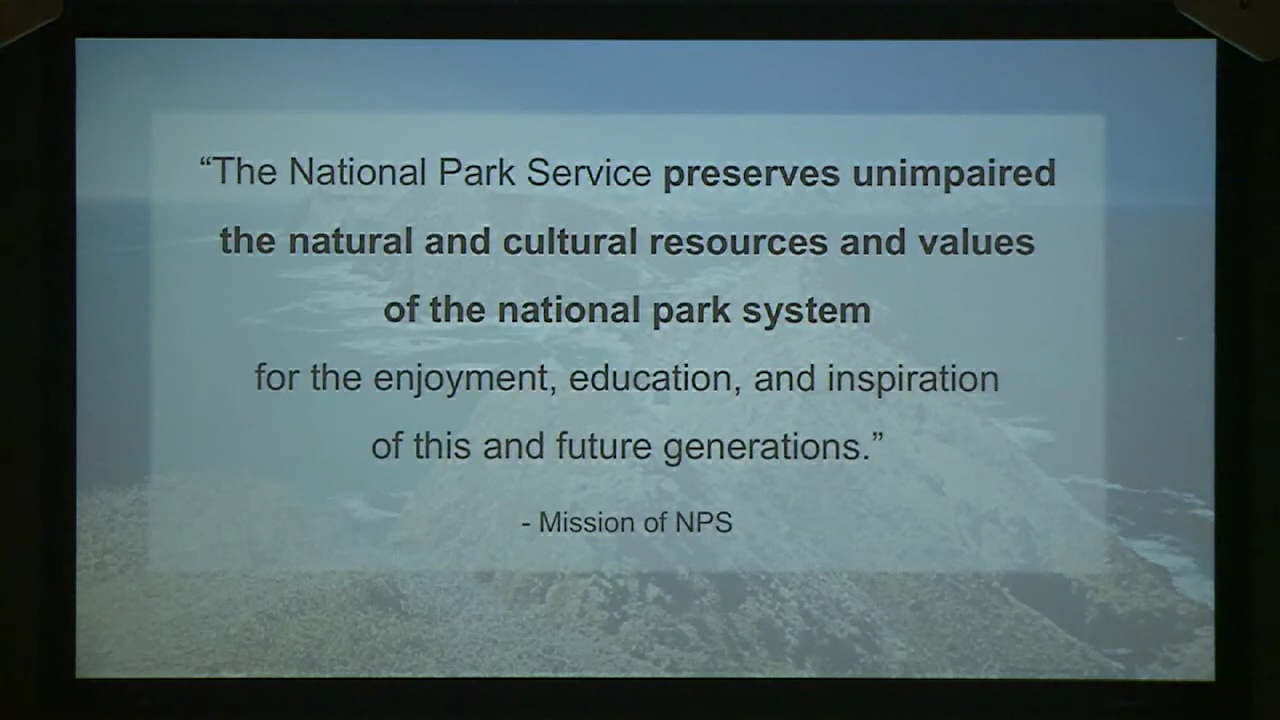 “The National Park Service preserves unimpaired
the natural and cultural resources and values
of the national park system
for the enjoyment, education, and inspiration
of this and future generations.”
- Mission of NPS